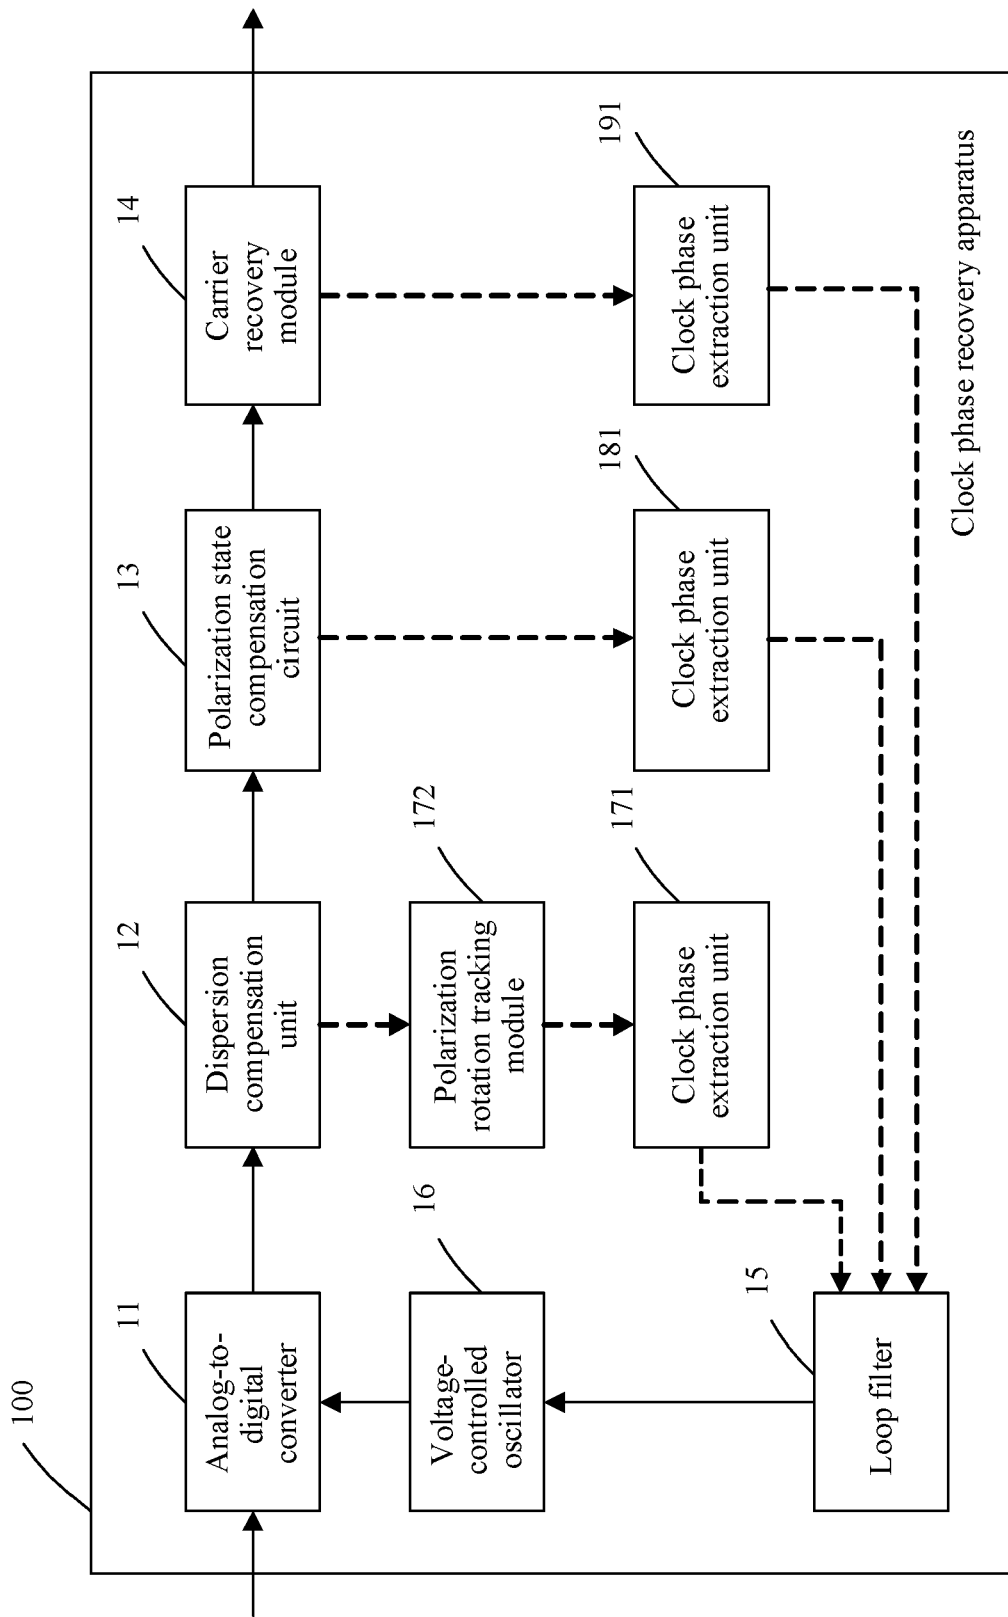 100
11
Analog-to-
digital
converter
12
Dispersion
compensation
unit
13
Polarization state
compensation
circuit
14
Carrier
recovery
module
16
Voltage-
controlled
oscillator
172
Polarization
rotation tracking
module
15
Loop filter
171
Clock phase
extraction unit
181
Clock phase
extraction unit
191
Clock phase
extraction unit
Clock phase recovery apparatus